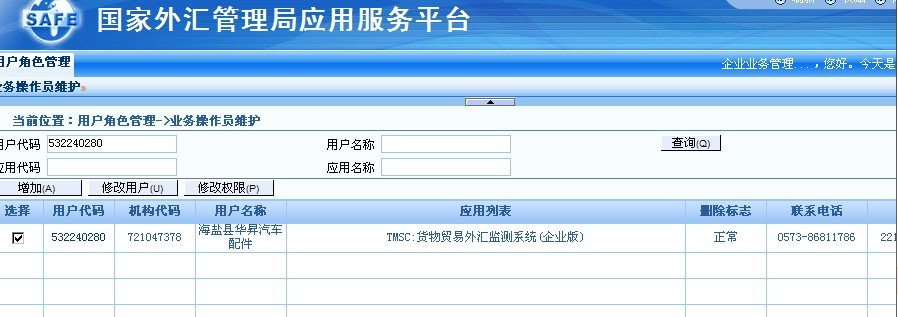 SAFE 国家外汇管理局应用服务平台
用户角色管理
企业业务管理...，您好。今天是
业务操作员维护
当前位置：用户角色管理->业务操作员维护
用户代码 532240280 用户名称 查询(Q)
应用代码 应用名称
增加(A) 修改用户(U) 修改权限(P)
选择 用户代码 机构代码 用户名称 应用列表 删除标志 联系电话
532240280 721047378 海盐县华昇汽车配件 TMSC:货物贸易外汇监测系统(企业版) 正常 0573-86811786 221